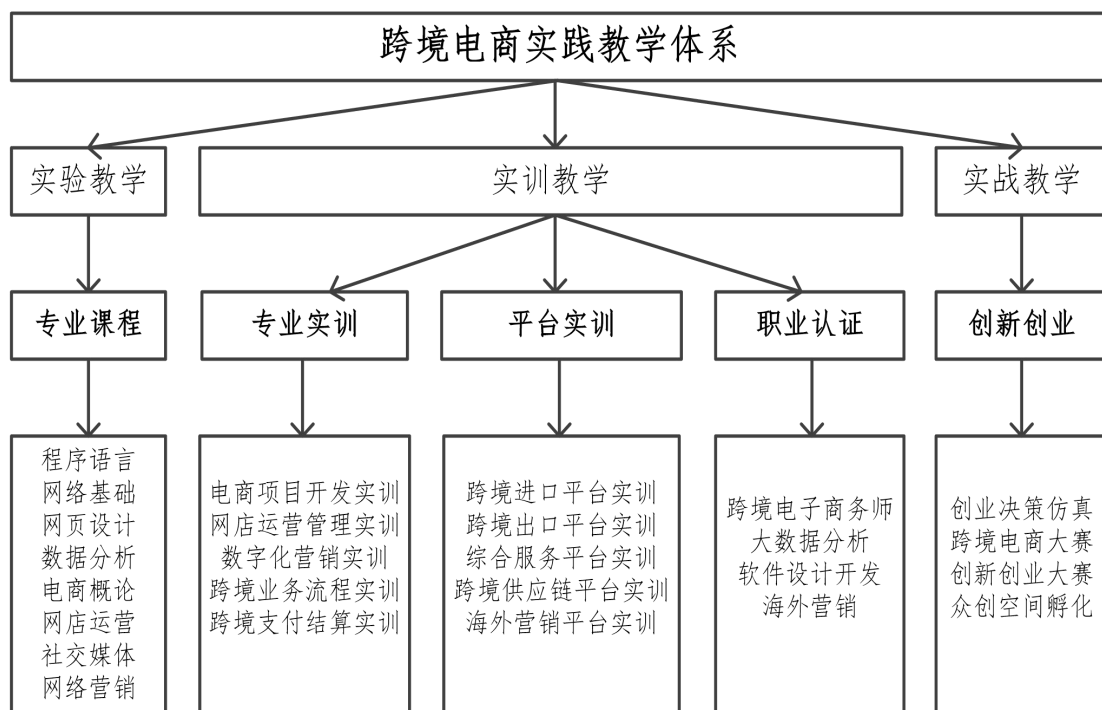 跨境电商实践教学体系
实验教学
实训教学
实战教学
专业课程
专业实训
平台实训
职业认证
创新创业
程序语言
网络基础
网页设计
数据分析
电商概论
网店运营
社交媒体
网络营销
电商项目开发实训
网店运营管理实训
数字化营销实训
跨境业务流程实训
跨境支付结算实训
跨境进口平台实训
跨境出口平台实训
综合服务平台实训
跨境供应链平台实训
海外营销平台实训
跨境电子商务师
大数据分析
软件设计开发
海外营销
创业决策仿真
跨境电商大赛
创新创业大赛
众创空间孵化